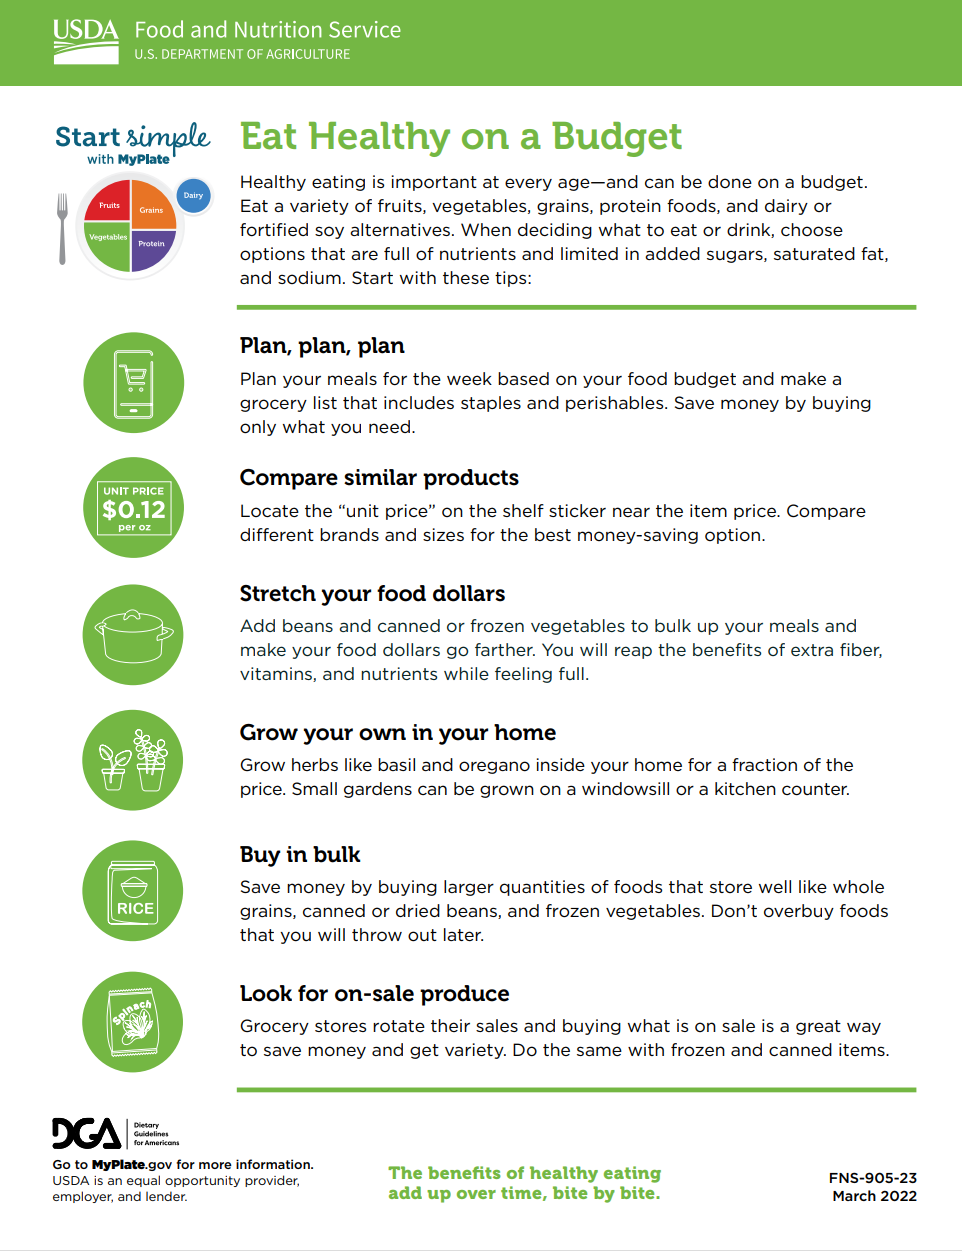 USDA Food and Nutrition Service
U.S. DEPARTMENT OF AGRICULTURE
Start simple
with MyPlate
Fruits
Grains
Vegetables
Protein
Dairy
Eat Healthy on a Budget
Healthy eating is important at every age—and can be done on a budget.
Eat a variety of fruits, vegetables, grains, protein foods, and dairy or
fortified soy alternatives. When deciding what to eat or drink, choose
options that are full of nutrients and limited in added sugars, saturated fat,
and sodium. Start with these tips:
Plan, plan, plan
Plan your meals for the week based on your food budget and make a
grocery list that includes staples and perishables. Save money by buying
only what you need.
UNIT PRICE
$0.12
per oz
Compare similar products
Locate the “unit price” on the shelf sticker near the item price. Compare
different brands and sizes for the best money-saving option.
Stretch your food dollars
Add beans and canned or frozen vegetables to bulk up your meals and
make your food dollars go farther. You will reap the benefits of extra fiber,
vitamins, and nutrients while feeling full.
Grow your own in your home
Grow herbs like basil and oregano inside your home for a fraction of the
price. Small gardens can be grown on a windowsill or a kitchen counter.
RICE
Buy in bulk
Save money by buying larger quantities of foods that store well like whole
grains, canned or dried beans, and frozen vegetables. Don’t overbuy foods
that you will throw out later.
Spinach
Look for on-sale produce
Grocery stores rotate their sales and buying what is on sale is a great way
to save money and get variety. Do the same with frozen and canned items.
DGA
Dietary
Guidelines
for Americans
Go to MyPlate.gov for more information.
USDA is an equal opportunity provider,
employer, and lender.
The benefits of healthy eating
add up over time, bite by bite.
FNS-905-23
March 2022